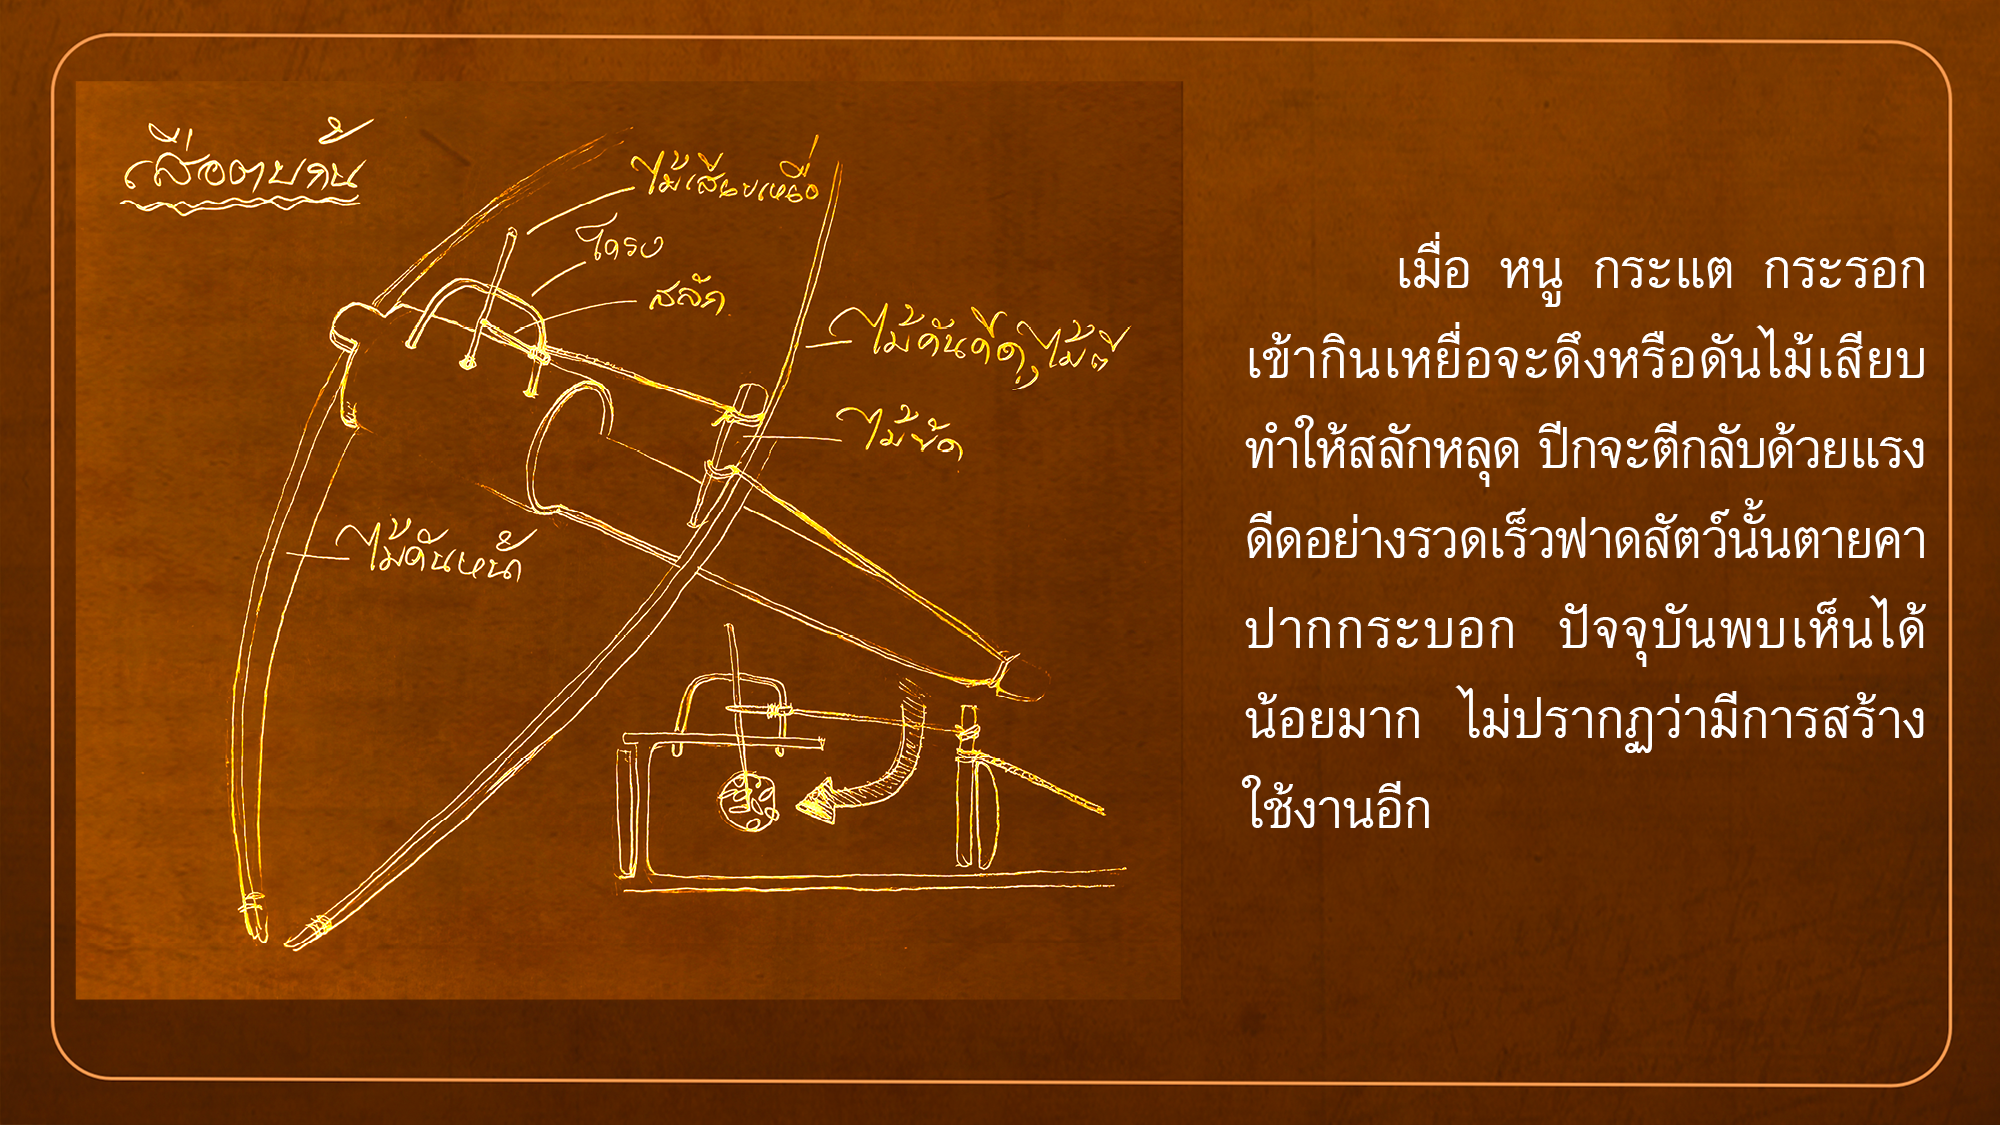 เสือตบก้น
ไม้เสียบเหยื่อ
โครง
สลัก
ไม้คันดีด, ไม้ตี
ไม้ขัด
ไม้คันหน้า
เมื่อ หนู กระแต กระรอก
เข้ากินเหยื่อจะดึงหรือดันไม้เสียบ
ทำให้สลักหลุด ปีกจะตีกลับด้วยแรง
ดีดอย่างรวดเร็วฟาดสัตว์นั้นตายคา
ปากกระบอก ปัจจุบันพบเห็นได้
น้อยมาก ไม่ปรากฏว่ามีการสร้าง
ใช้งานอีก